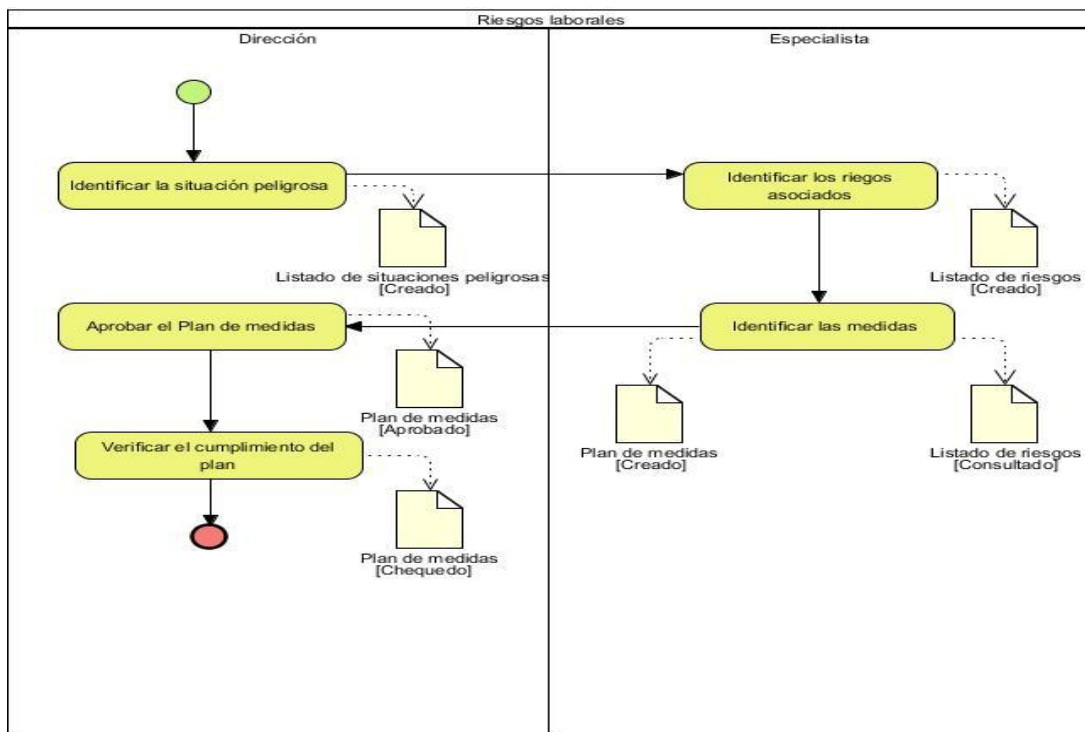 Riesgos laborales
Dirección
Especialista
Identificar la situación peligrosa
Identificar los riegos
asociados
Listado de situaciones peligrosas
[Creado]
Listado de riesgos
[Creado]
Aprobar el Plan de medidas
Identificar las medidas
Plan de medidas
[Aprobado]
Plan de medidas
[Creado]
Listado de riesgos
[Consultado]
Verificar el cumplimiento del
plan
Plan de medidas
[Chequedo]